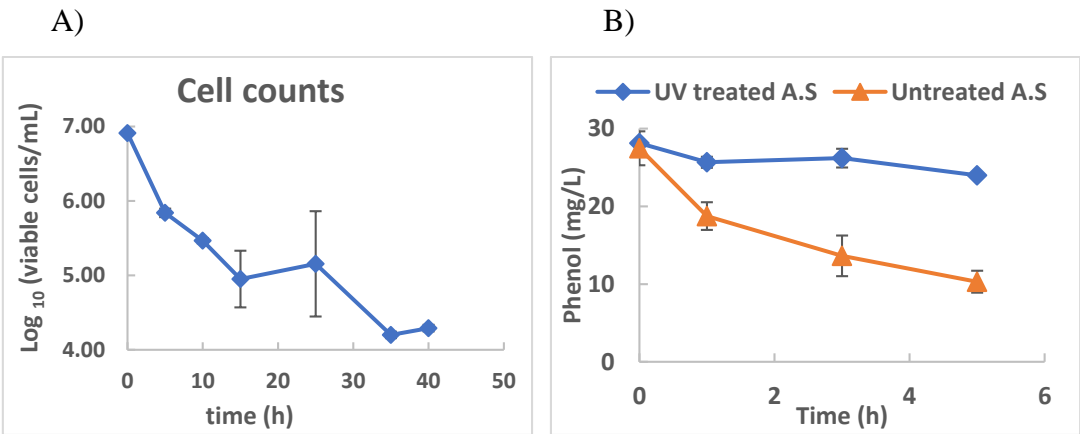 A)
B)
Cell counts
Log 10 (viable cells/mL)
7.00
6.00
5.00
4.00
0 10 20 30 40 50
time (h)
UV treated A.S Untreated A.S
Phenol (mg/L)
30
20
10
0
0 2 4 6
Time (h)